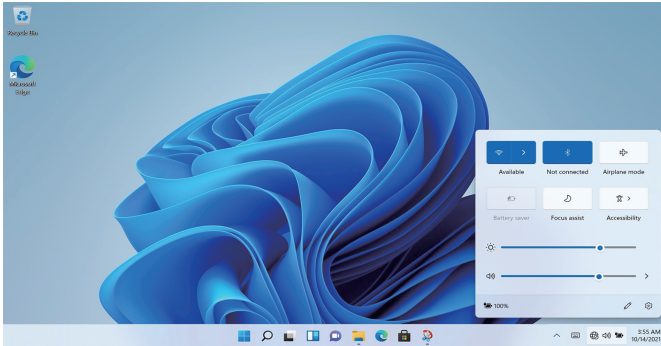 Recycle Bin
Microsoft
Edge
Available
Not connected
Airplane mode
Battery saver
Focus assist
Accessibility
100%
3:55 AM
10/14/2021